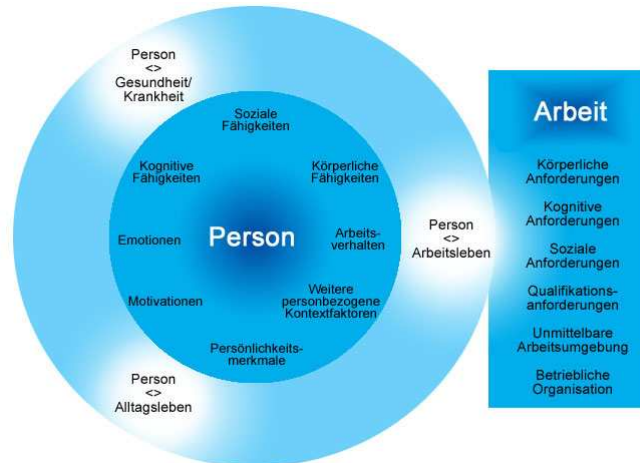 Person
<>
Gesundheit/
Krankheit
Soziale
Fähigkeiten
Kognitive
Fähigkeiten
Körperliche
Fähigkeiten
Emotionen
Person
Arbeits-
verhalten
Motivationen
Weitere
personbezogene
Kontextfaktoren
Persönlichkeits-
merkmale
Person
<>
Arbeitsleben
Person
<>
Alltagsleben
Arbeit
Körperliche
Anforderungen
Kognitive
Anforderungen
Soziale
Anforderungen
Qualifikations-
anforderungen
Unmittelbare
Arbeitsumgebung
Betriebliche
Organisation